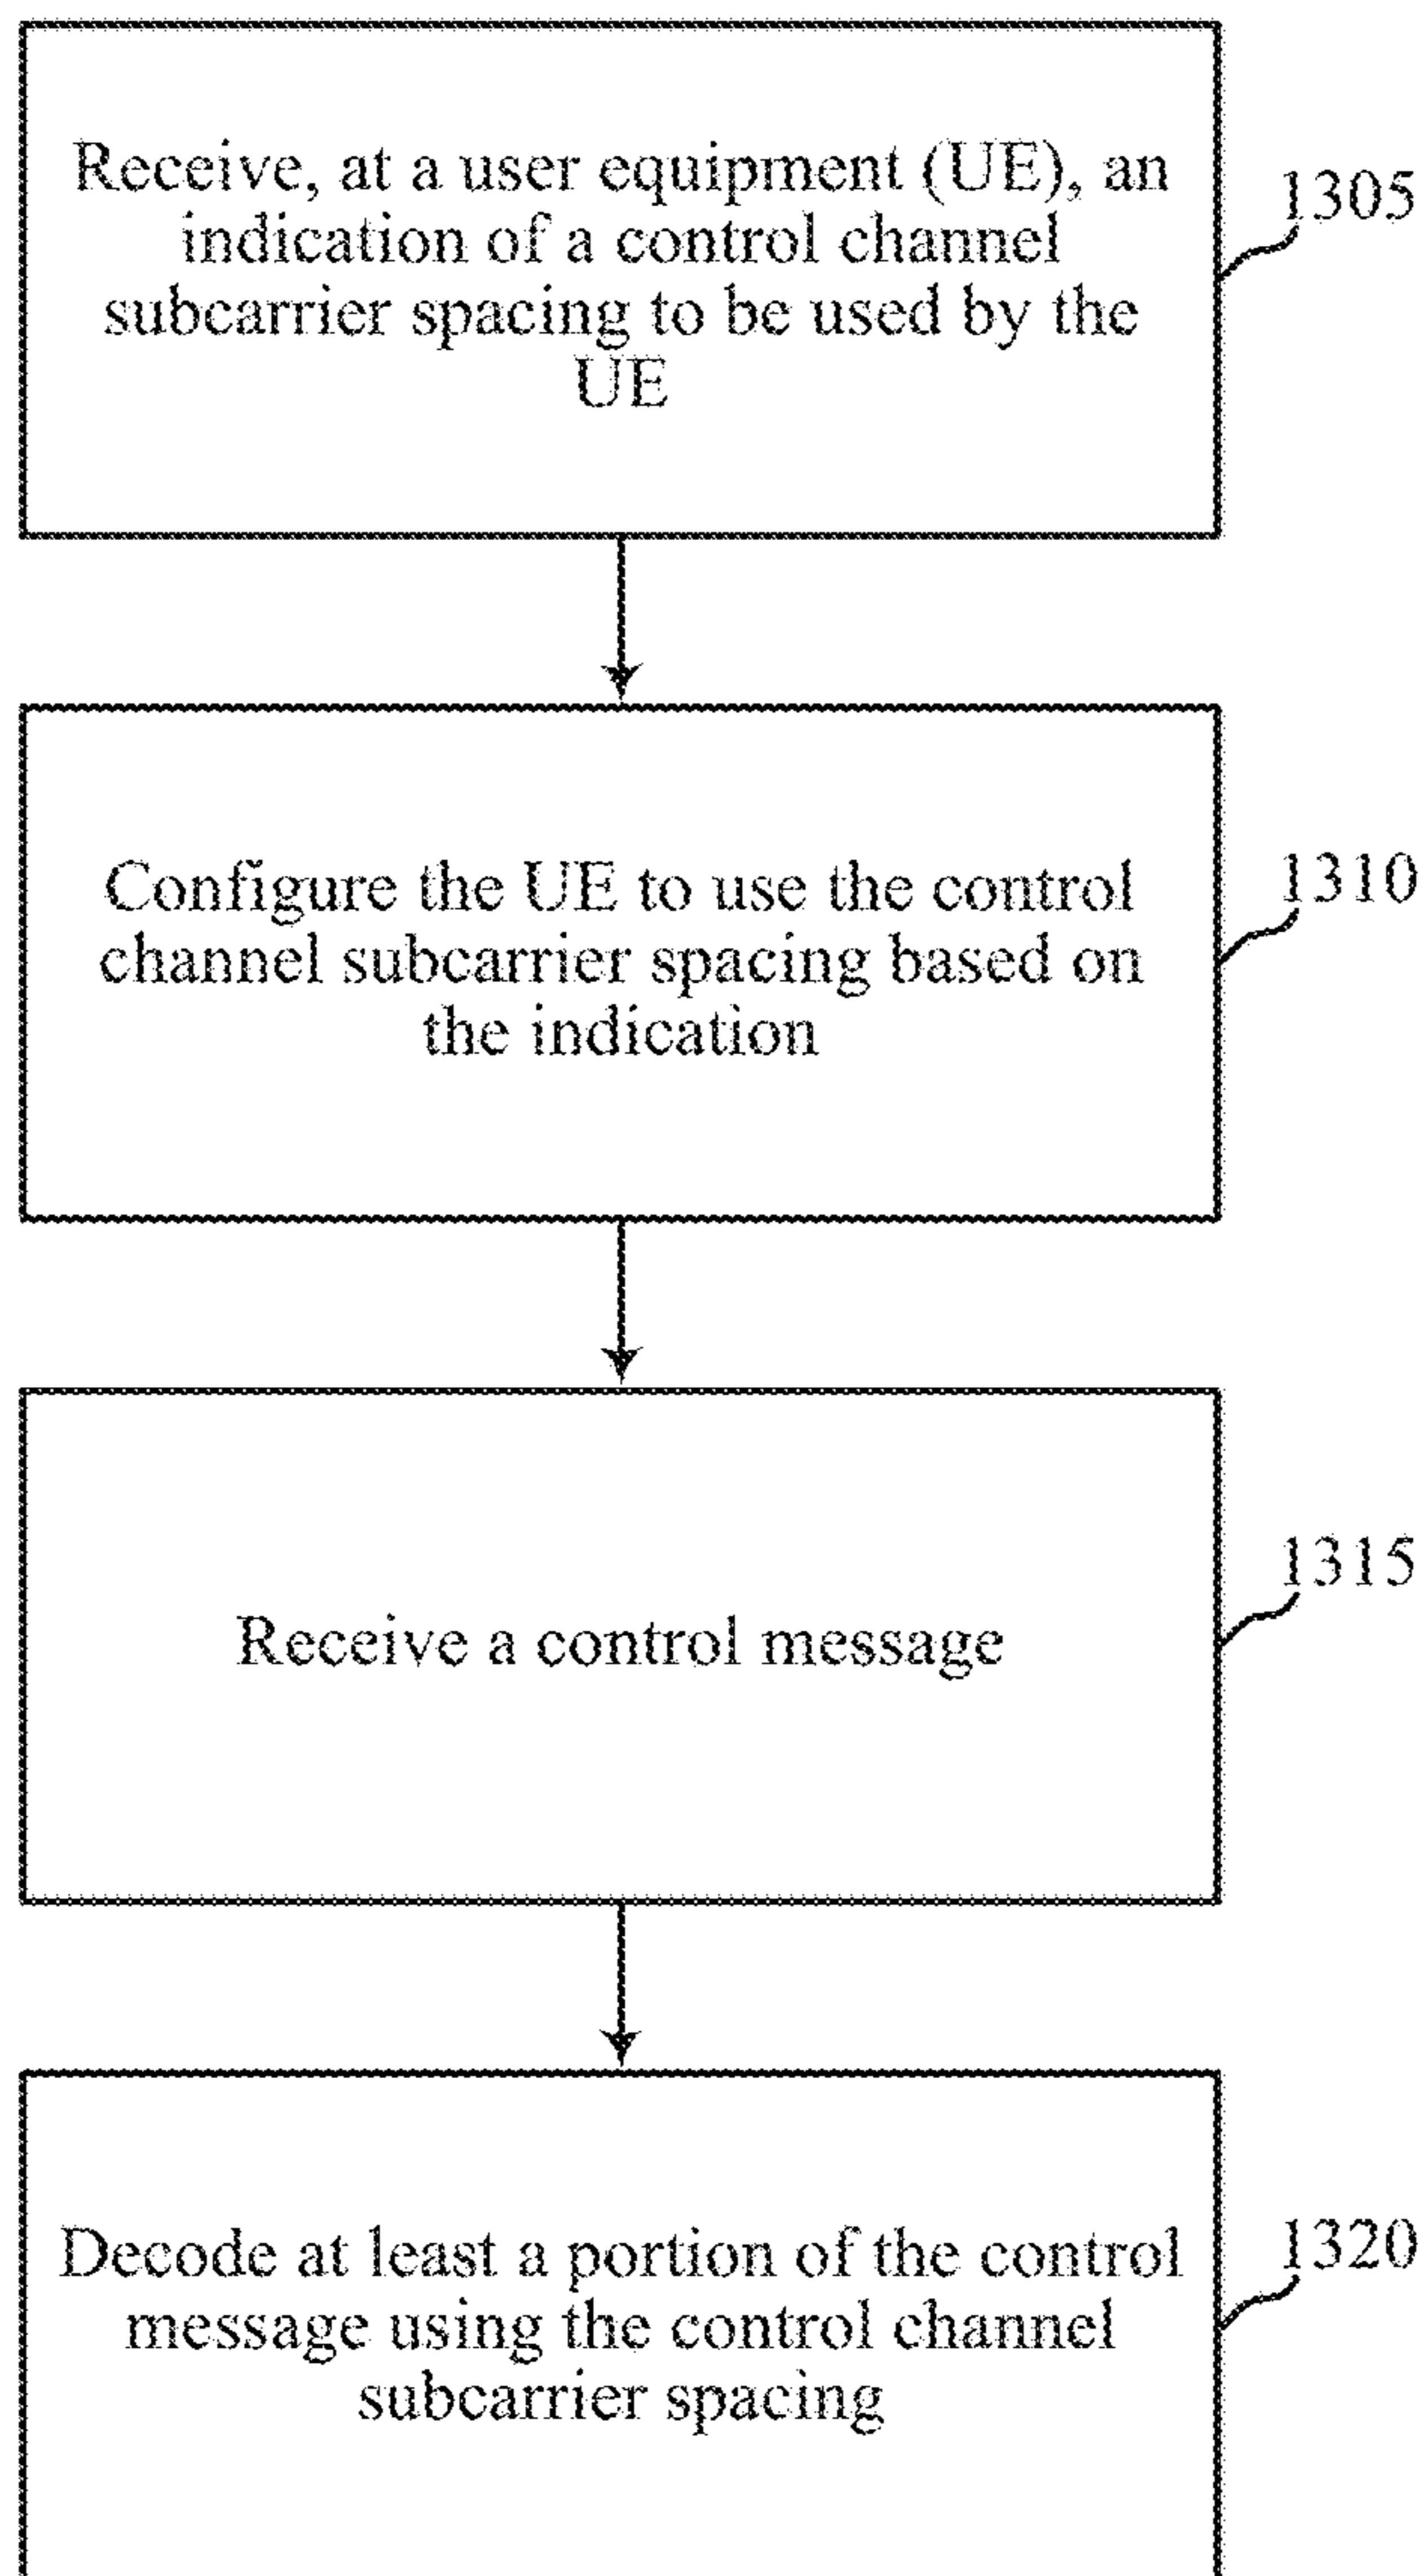 Receive, at a user equipment (UE), an
indication of a control channel
subcarrier spacing to be used by the
UE
1305
Configure the UE to use the control
channel subcarrier spacing based on
the indication
1310
Receive a control message
1315
Decode at least a portion of the control
message using the control channel
subcarrier spacing
1320